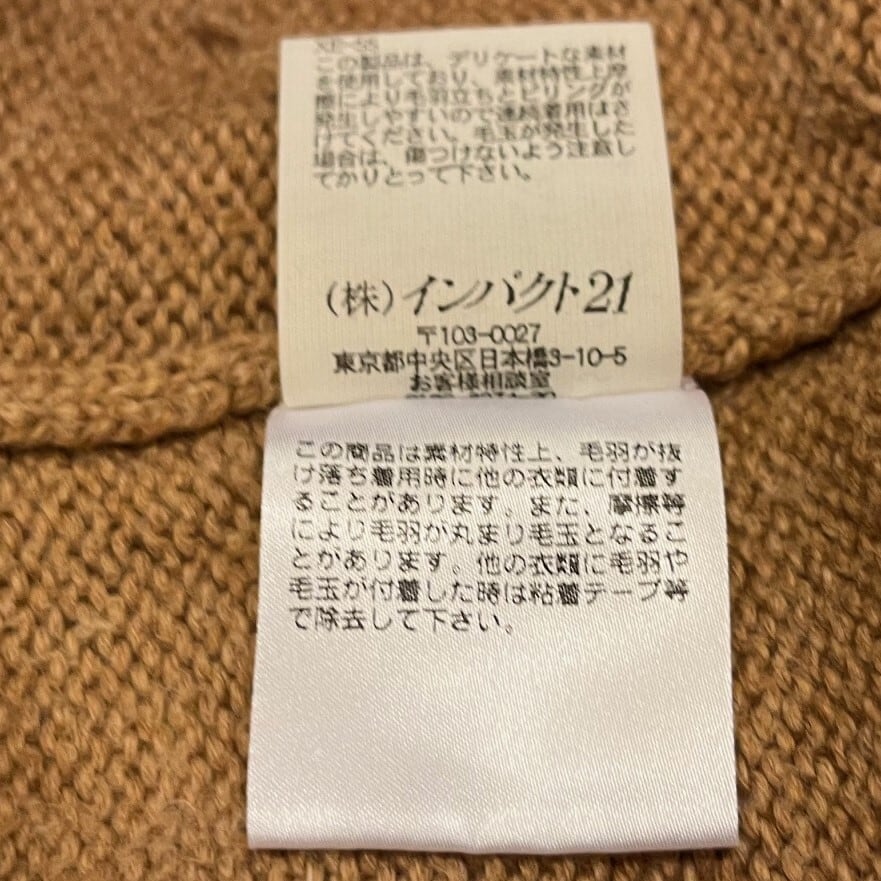 この製品は、デリケートな素材
を使用しており、素材特性上摩
擦により毛羽立ちとピリングが
発生しやすいので連続着用はさ
けてください。毛玉が発生した
場合は、傷つけないよう注意し
てかりとって下さい。
(株)インパクト21
〒103-0027
東京都中央区日本橋3-10-5
お客様相談室
この商品は素材特性上、毛羽が抜
け落ち着用時に他の衣類に付着す
ることがあります。また、摩擦等
により毛羽が丸まり毛玉となるこ
とがあります。他の衣類に毛羽や
毛玉が付着した時は粘着テープ等
で除去して下さい。